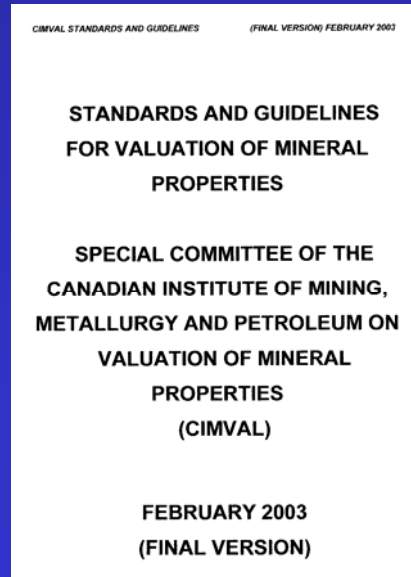 CIMVAL STANDARDS AND GUIDELINES (FINAL VERSION) FEBRUARY 2003
STANDARDS AND GUIDELINES
FOR VALUATION OF MINERAL
PROPERTIES
SPECIAL COMMITTEE OF THE
CANADIAN INSTITUTE OF MINING,
METALLURGY AND PETROLEUM ON
VALUATION OF MINERAL
PROPERTIES
(CIMVAL)
FEBRUARY 2003
(FINAL VERSION)